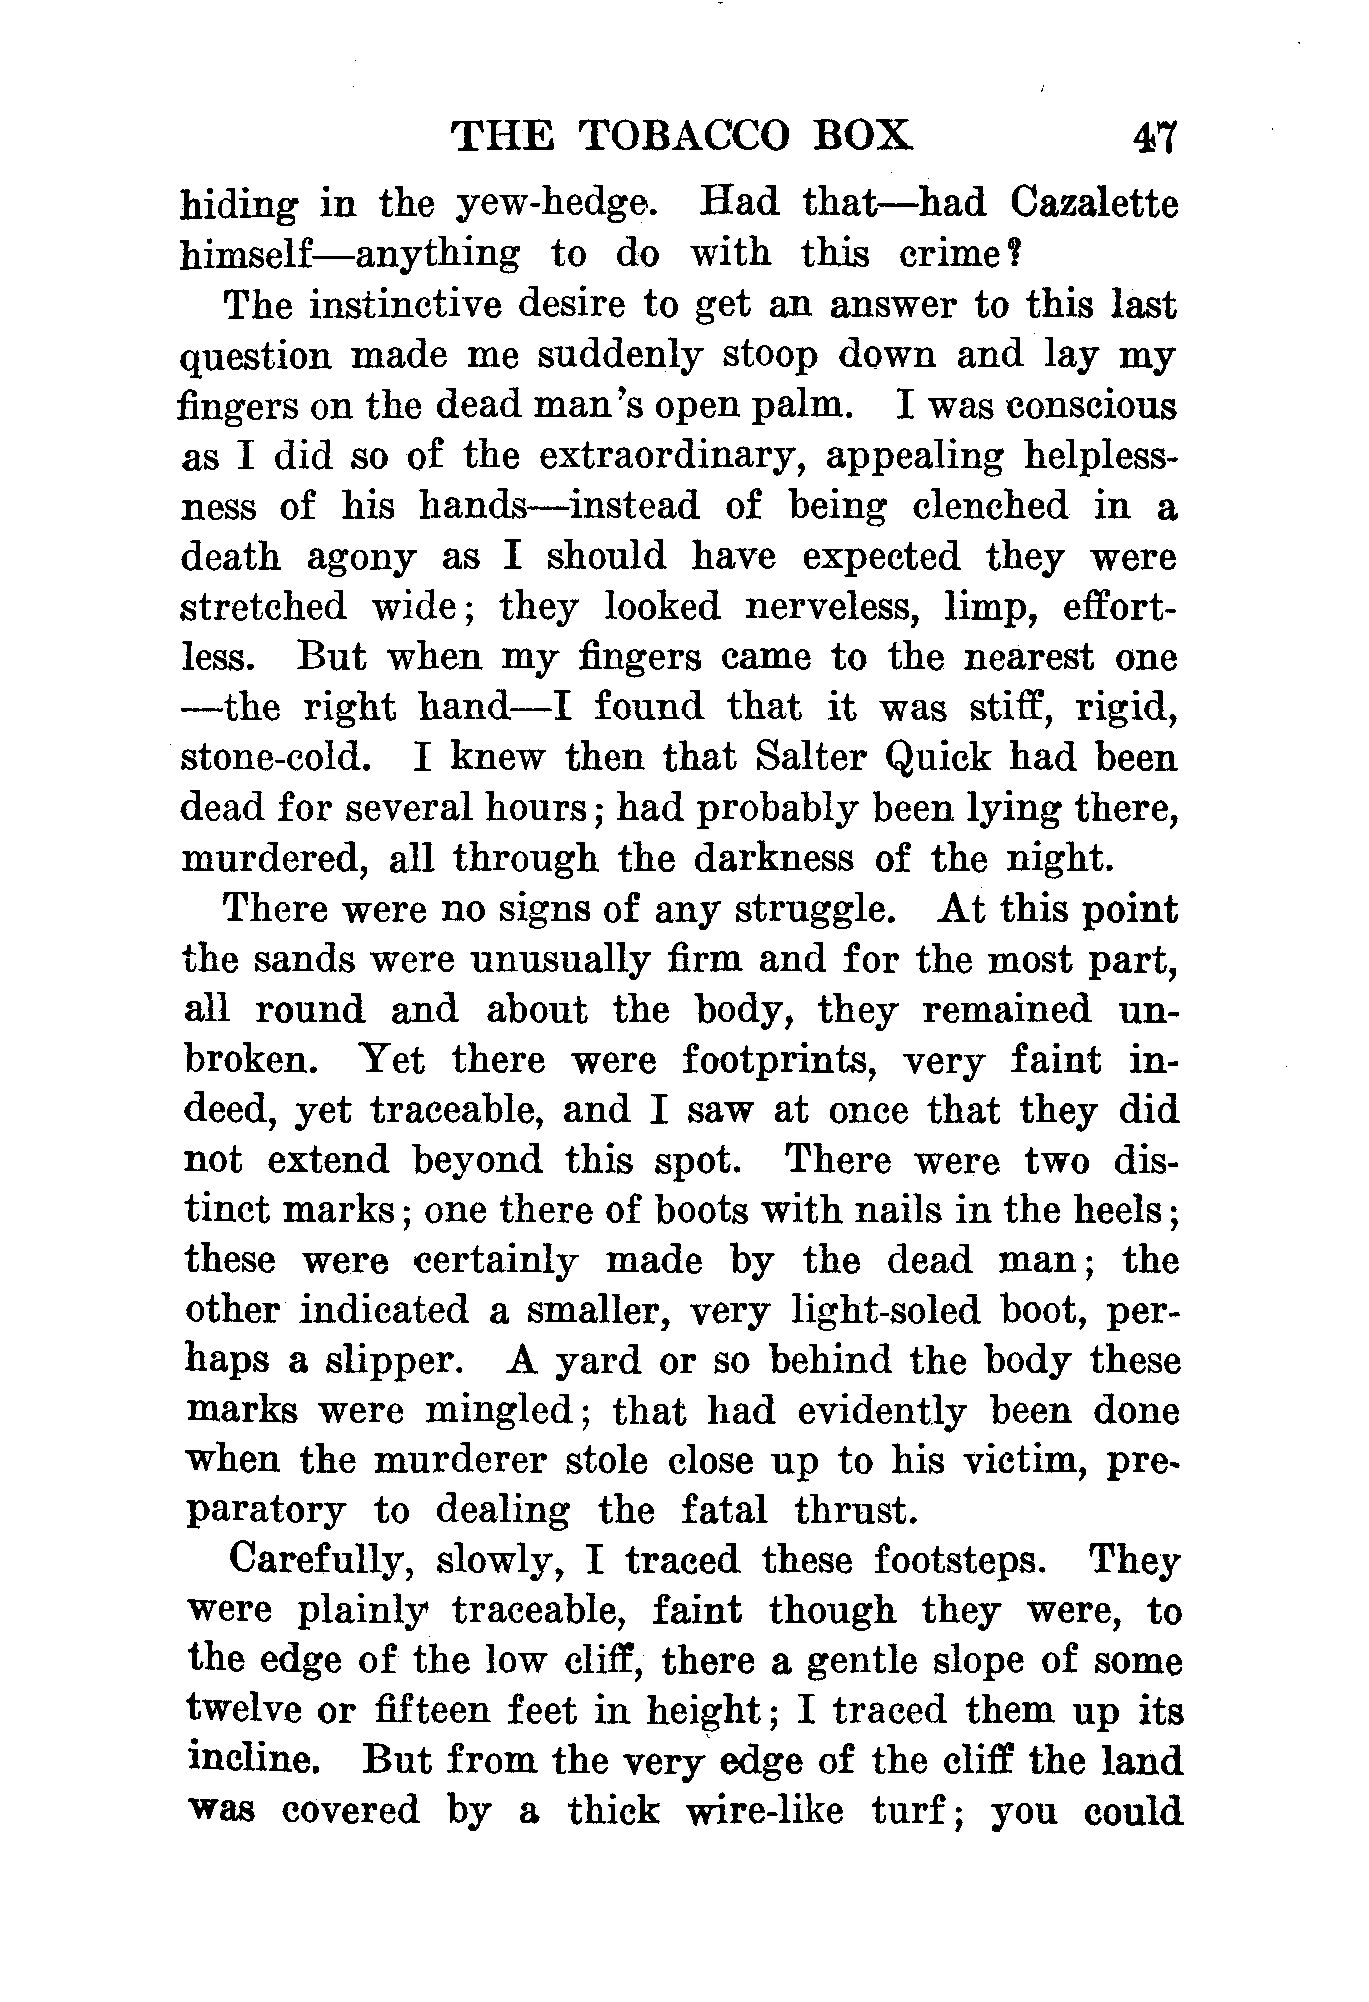 THE TOBACCO BOX 47
hiding in the yew-hedge. Had that—had Cazalette
himself—anything to do with this crime?
The instinctive desire to get an answer to this last
question made me suddenly stoop down and lay my
fingers on the dead man's open palm. I was conscious
as I did so of the extraordinary, appealing helpless-
ness of his hands—instead of being clenched in a
death agony as I should have expected they were
stretched wide; they looked nerveless, limp, effort-
less. But when my fingers came to the nearest one
—the right hand—I found that it was stiff, rigid,
stone-cold. I knew then that Salter Quick had been
dead for several hours; had probably been lying there,
murdered, all through the darkness of the night.
There were no signs of any struggle. At this point
the sands were unusually firm and for the most part,
all round and about the body, they remained un-
broken. Yet there were footprints, very faint in-
deed, yet traceable, and I saw at once that they did
not extend beyond this spot. There were two dis-
tinct marks; one there of boots with nails in the heels;
these were certainly made by the dead man; the
other indicated a smaller, very light-soled boot, per-
haps a slipper. A yard or so behind the body these
marks were mingled; that had evidently been done
when the murderer stole close up to his victim, pre-
paratory to dealing the fatal thrust.
Carefully, slowly, I traced these footsteps. They
were plainly traceable, faint though they were, to
the edge of the low cliff, there a gentle slope of some
twelve or fifteen feet in height; I traced them up its
incline. But from the very edge of the cliff the land
was covered by a thick wire-like turf; you could